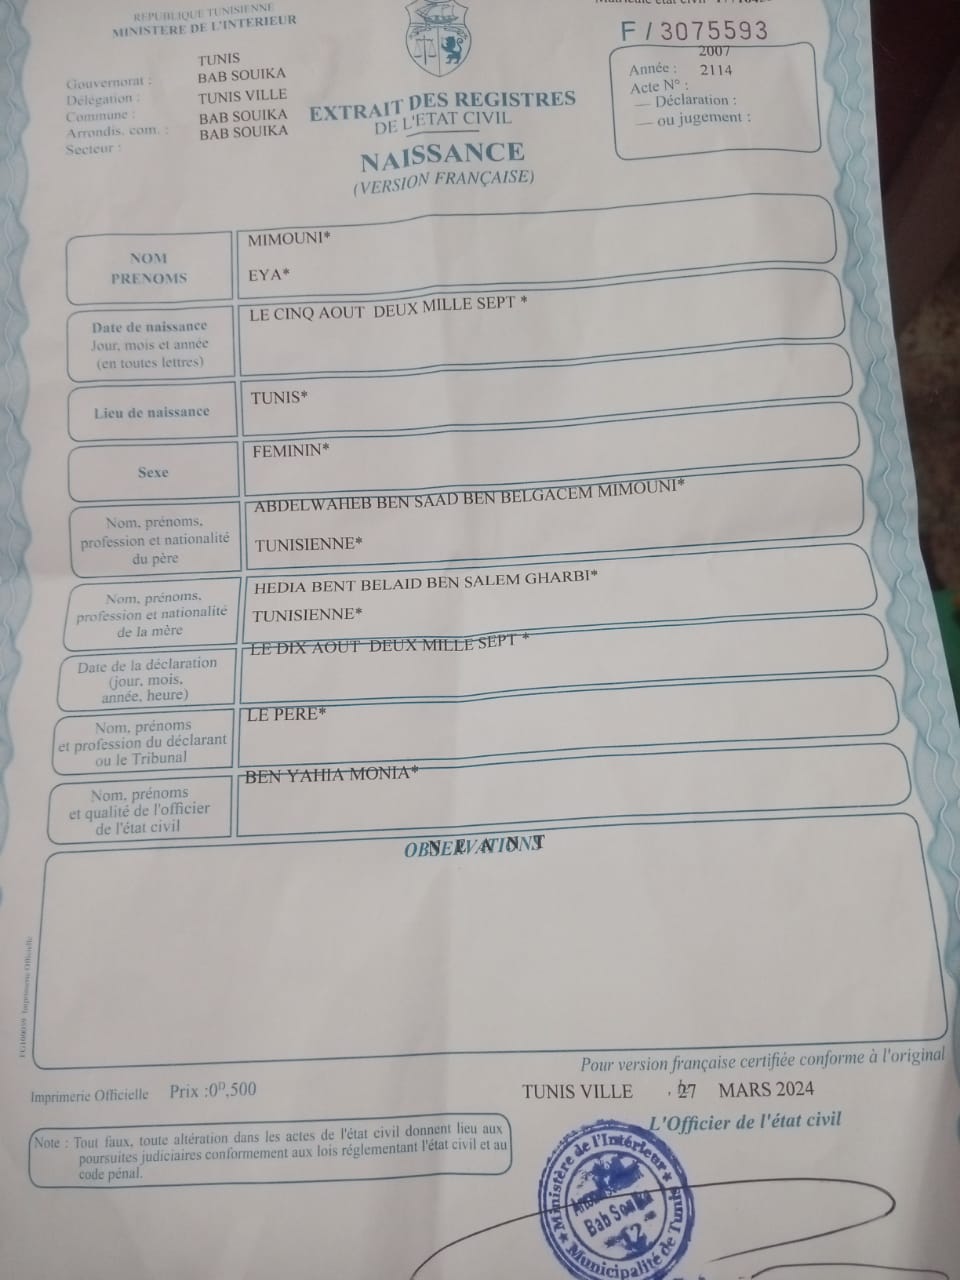 REPUBLIQUE TUNISIENNE
MINISTERE DE L'INTERIEUR
Gouvernorat : TUNIS
Délégation : BAB SOUIKA
Commune : TUNIS VILLE
Arrondis. com. : BAB SOUIKA
Secteur : BAB SOUIKA
EXTRAIT DES REGISTRES
DE L'ETAT CIVIL
NAISSANCE
(VERSION FRANÇAISE)
F / 3075593
Année : 2007
Acte N° : 2114
— Déclaration :
— ou jugement :
NOM
PRENOMS
MIMOUNI*
EYA*
Date de naissance
Jour, mois et année
(en toutes lettres)
LE CINQ AOUT DEUX MILLE SEPT *
Lieu de naissance
TUNIS*
Sexe
FEMININ*
Nom, prénoms,
profession et nationalité
du père
ABDELWAHEB BEN SAAD BEN BELGACEM MIMOUNI*
TUNISIENNE*
Nom, prénoms,
profession et nationalité
de la mère
HEDIA BENT BELAID BEN SALEM GHARBI*
TUNISIENNE*
Date de la déclaration
(jour, mois,
année, heure)
LE DIX AOUT DEUX MILLE SEPT *
Nom, prénoms
et profession du déclarant
ou le Tribunal
LE PERE*
Nom, prénoms
et qualité de l'officier
de l'état civil
BEN YAHIA MONIA*
OBSERVATIONS
N E A N T
Imprimerie Officielle
Pour version française certifiée conforme à l'original
Imprimerie Officielle Prix :0ᴰ,500
TUNIS VILLE 27 MARS 2024
L'Officier de l'état civil
Note : Tout faux, toute altération dans les actes de l'état civil donnent lieu aux
poursuites judiciaires conformement aux lois réglementant l'état civil et au
code pénal.
Ministère de l'Intérieur
Bab Souika
12
Municipalité de Tunis